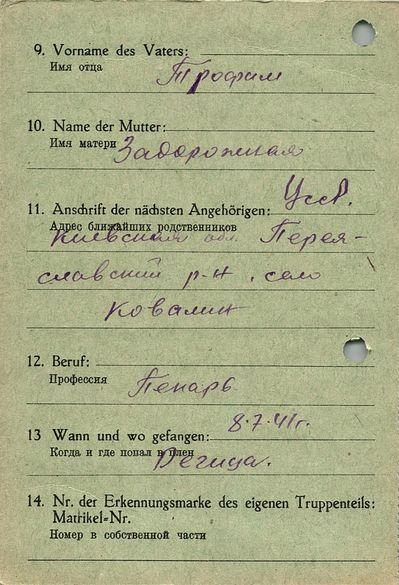 9. Vorname des Vaters:
Имя отца
Трофим
10. Name der Mutter:
Имя матери Задорожная
Усср.
11. Anschrift der nächsten Angehörigen:
Адрес ближайших родственников
Киевская обл. Перея-
славский р-н, село
Ковалин
12. Beruf:
Профессия
Пекарь
8.7.41г.
13 Wann und wo gefangen:
Когда и где попал в плен
14. Nr. der Erkennungsmarke des eigenen Truppenteils:
Matrikel-Nr.
Номер в собственной части